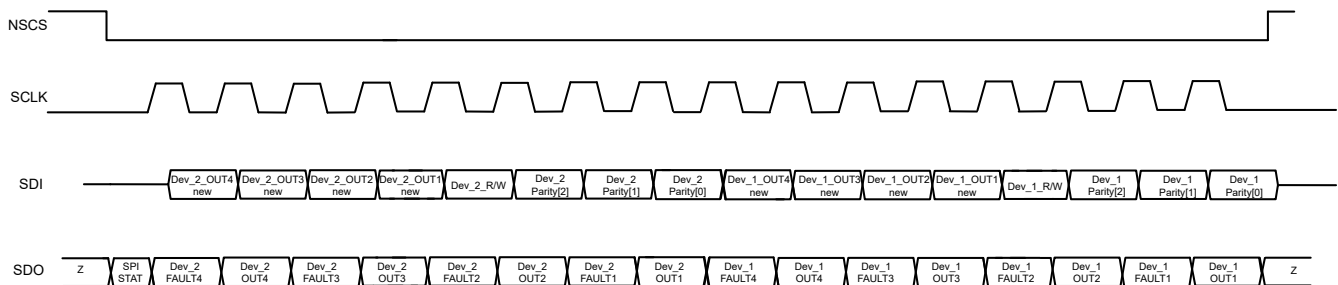 NSCS
SCLK
SDI
Dev_2_OUT4
new
Dev_2_OUT3
new
Dev_2_OUT2
new
Dev_2_OUT1
new
Dev_2_R/W
Dev_2
Parity[2]
Dev_2
Parity[1]
Dev_2
Parity[0]
Dev_1_OUT4
new
Dev_1_OUT3
new
Dev_1_OUT2
new
Dev_1_OUT1
new
Dev_1_R/W
Dev_1
Parity[2]
Dev_1
Parity[1]
Dev_1
Parity[0]
SDO
Z
SPI
STAT
Dev_2
FAULT4
Dev_2
OUT4
Dev_2
FAULT3
Dev_2
OUT3
Dev_2
FAULT2
Dev_2
OUT2
Dev_2
FAULT1
Dev_2
OUT1
Dev_1
FAULT4
Dev_1
OUT4
Dev_1
FAULT3
Dev_1
OUT3
Dev_1
FAULT2
Dev_1
OUT2
Dev_1
FAULT1
Dev_1
OUT1
Z